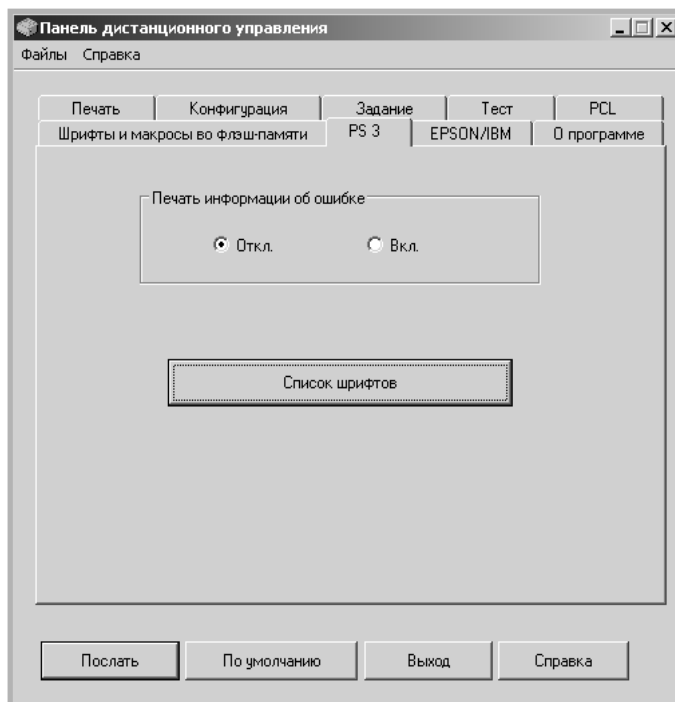 Панель дистанционного управления
Файлы Справка
Печать Конфигурация Задание Тест PCL
Шрифты и макросы во флэш-памяти PS 3 EPSON/IBM О программе
Печать информации об ошибке
Откл. Вкл.
Список шрифтов
Послать По умолчанию Выход Справка